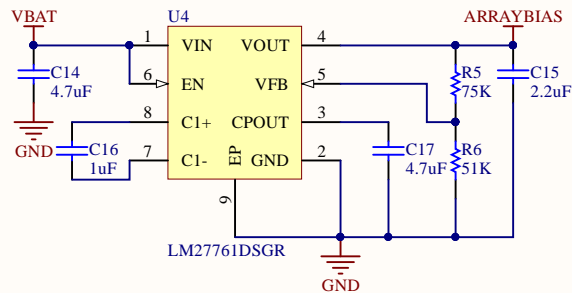 U4
VBAT
ARRAYBIAS
1 VIN VOUT 4
C14
4.7uF
6 EN VFB 5
R5
75K
C15
2.2uF
GND
8 C1+ CPOUT 3
C16
1uF
7 C1- EP GND 2
C17
4.7uF
R6
51K
9
LM27761DSGR
GND